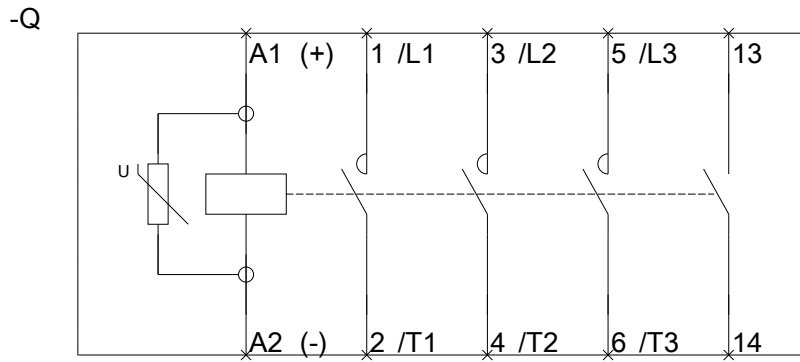 -Q
A1 (+) 1 /L1 3 /L2 5 /L3 13
U
A2 (-) 2 /T1 4 /T2 6 /T3 14